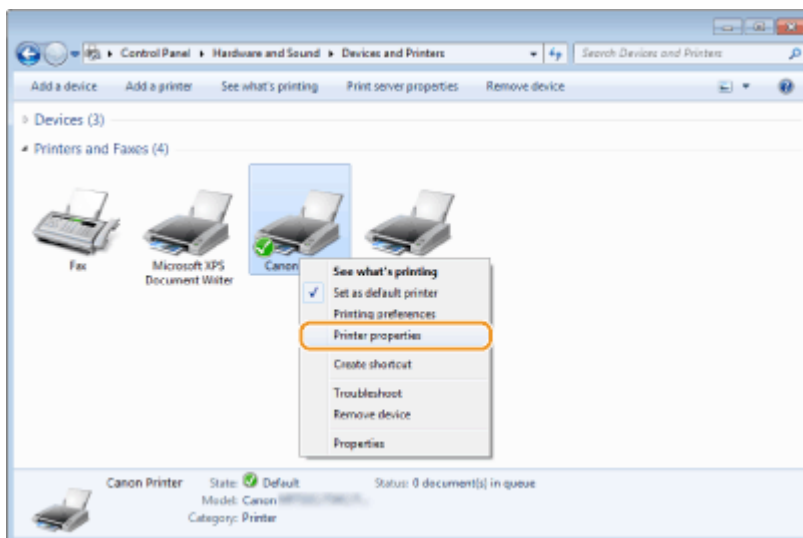 Control Panel Hardware and Sound Devices and Printers Search Devices and Printers
Add a device Add a printer See what's printing Print server properties Remove device
Devices (3)
Printers and Faxes (4)
Fax
Microsoft XPS
Document Writer
Canon
See what's printing
Set as default printer
Printing preferences
Printer properties
Create shortcut
Troubleshoot
Remove device
Properties
Canon Printer State: Default Status: 0 document(s) in queue
Model: Canon
Category: Printer